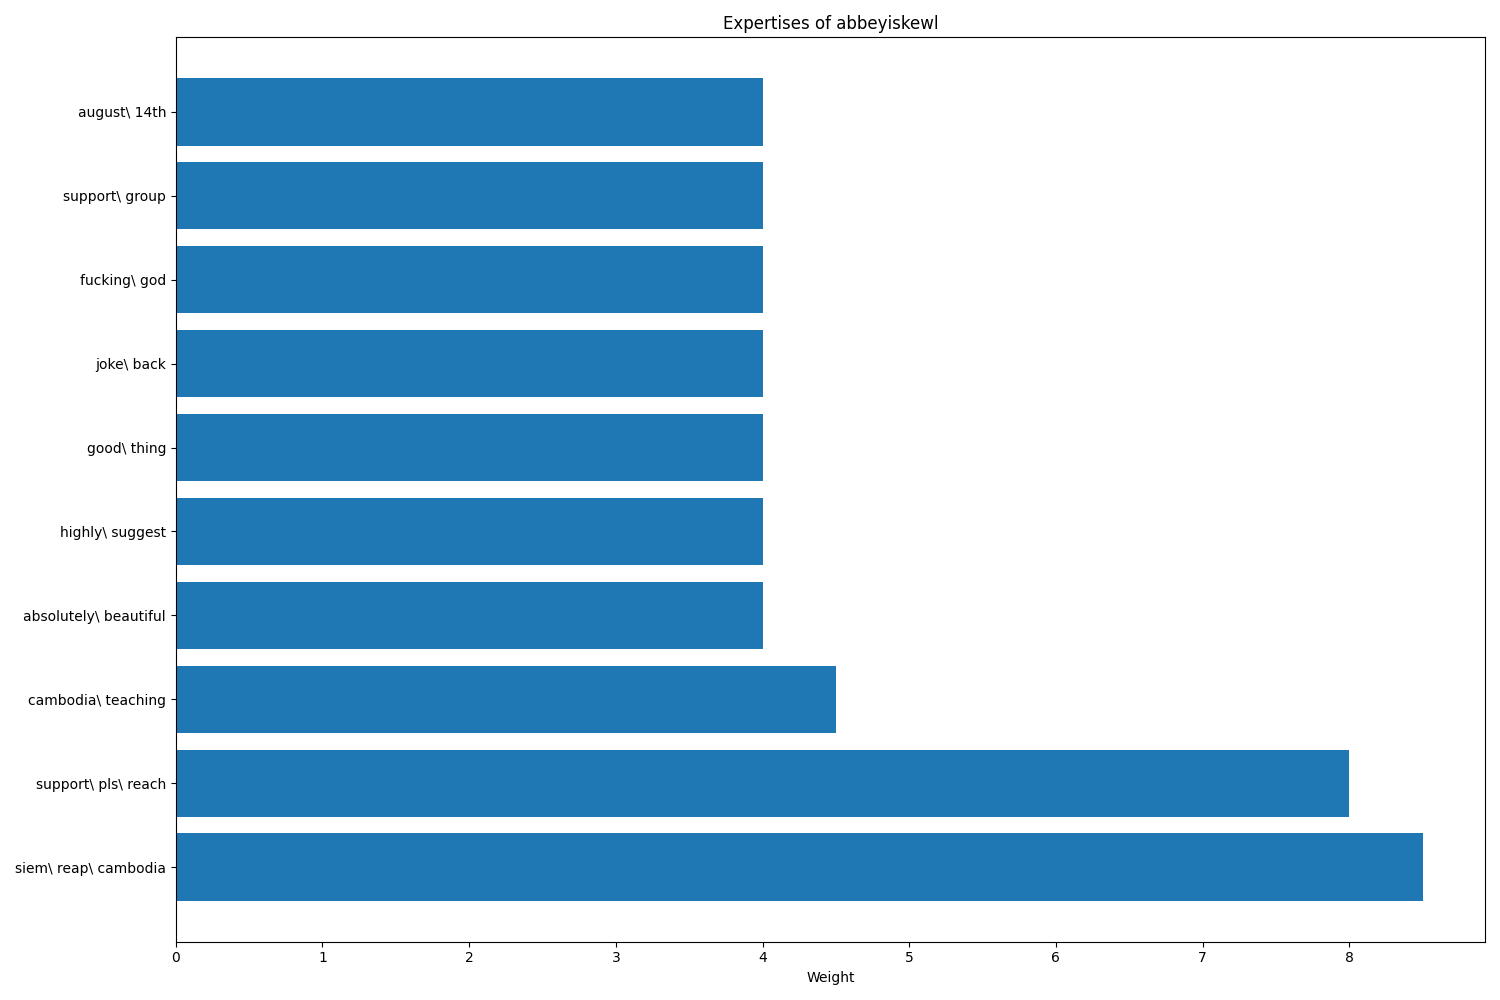 Expertises of abbeyiskewl
august\ 14th
support\ group
fucking\ god
joke\ back
good\ thing
highly\ suggest
absolutely\ beautiful
cambodia\ teaching
support\ pls\ reach
siem\ reap\ cambodia
0 1 2 3 4 5 6 7 8
Weight